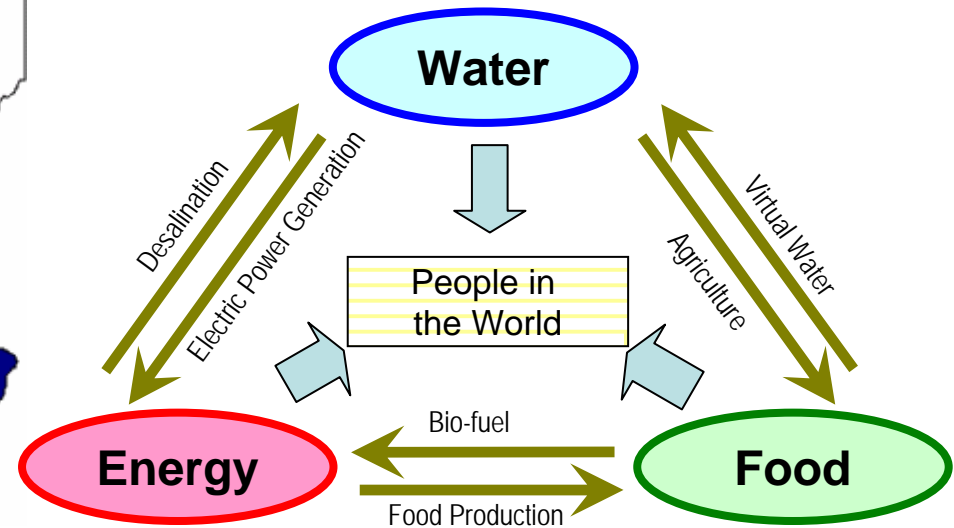 Water
Desalination
Electric Power Generation
Virtual Water
Agriculture
People in
the World
Bio-fuel
Energy
Food
Food Production